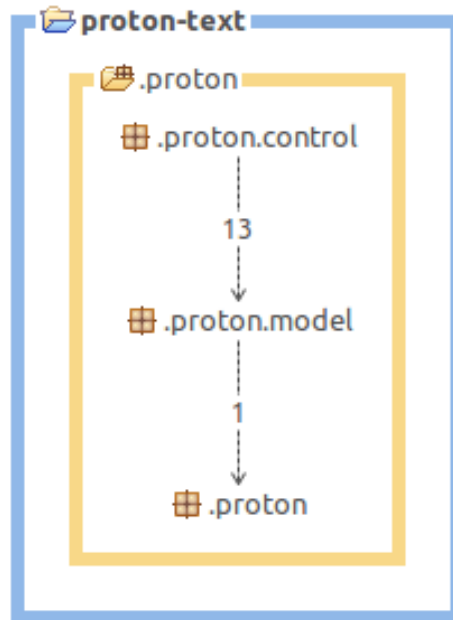 proton-text
.proton
.proton.control
13
.proton.model
1
.proton